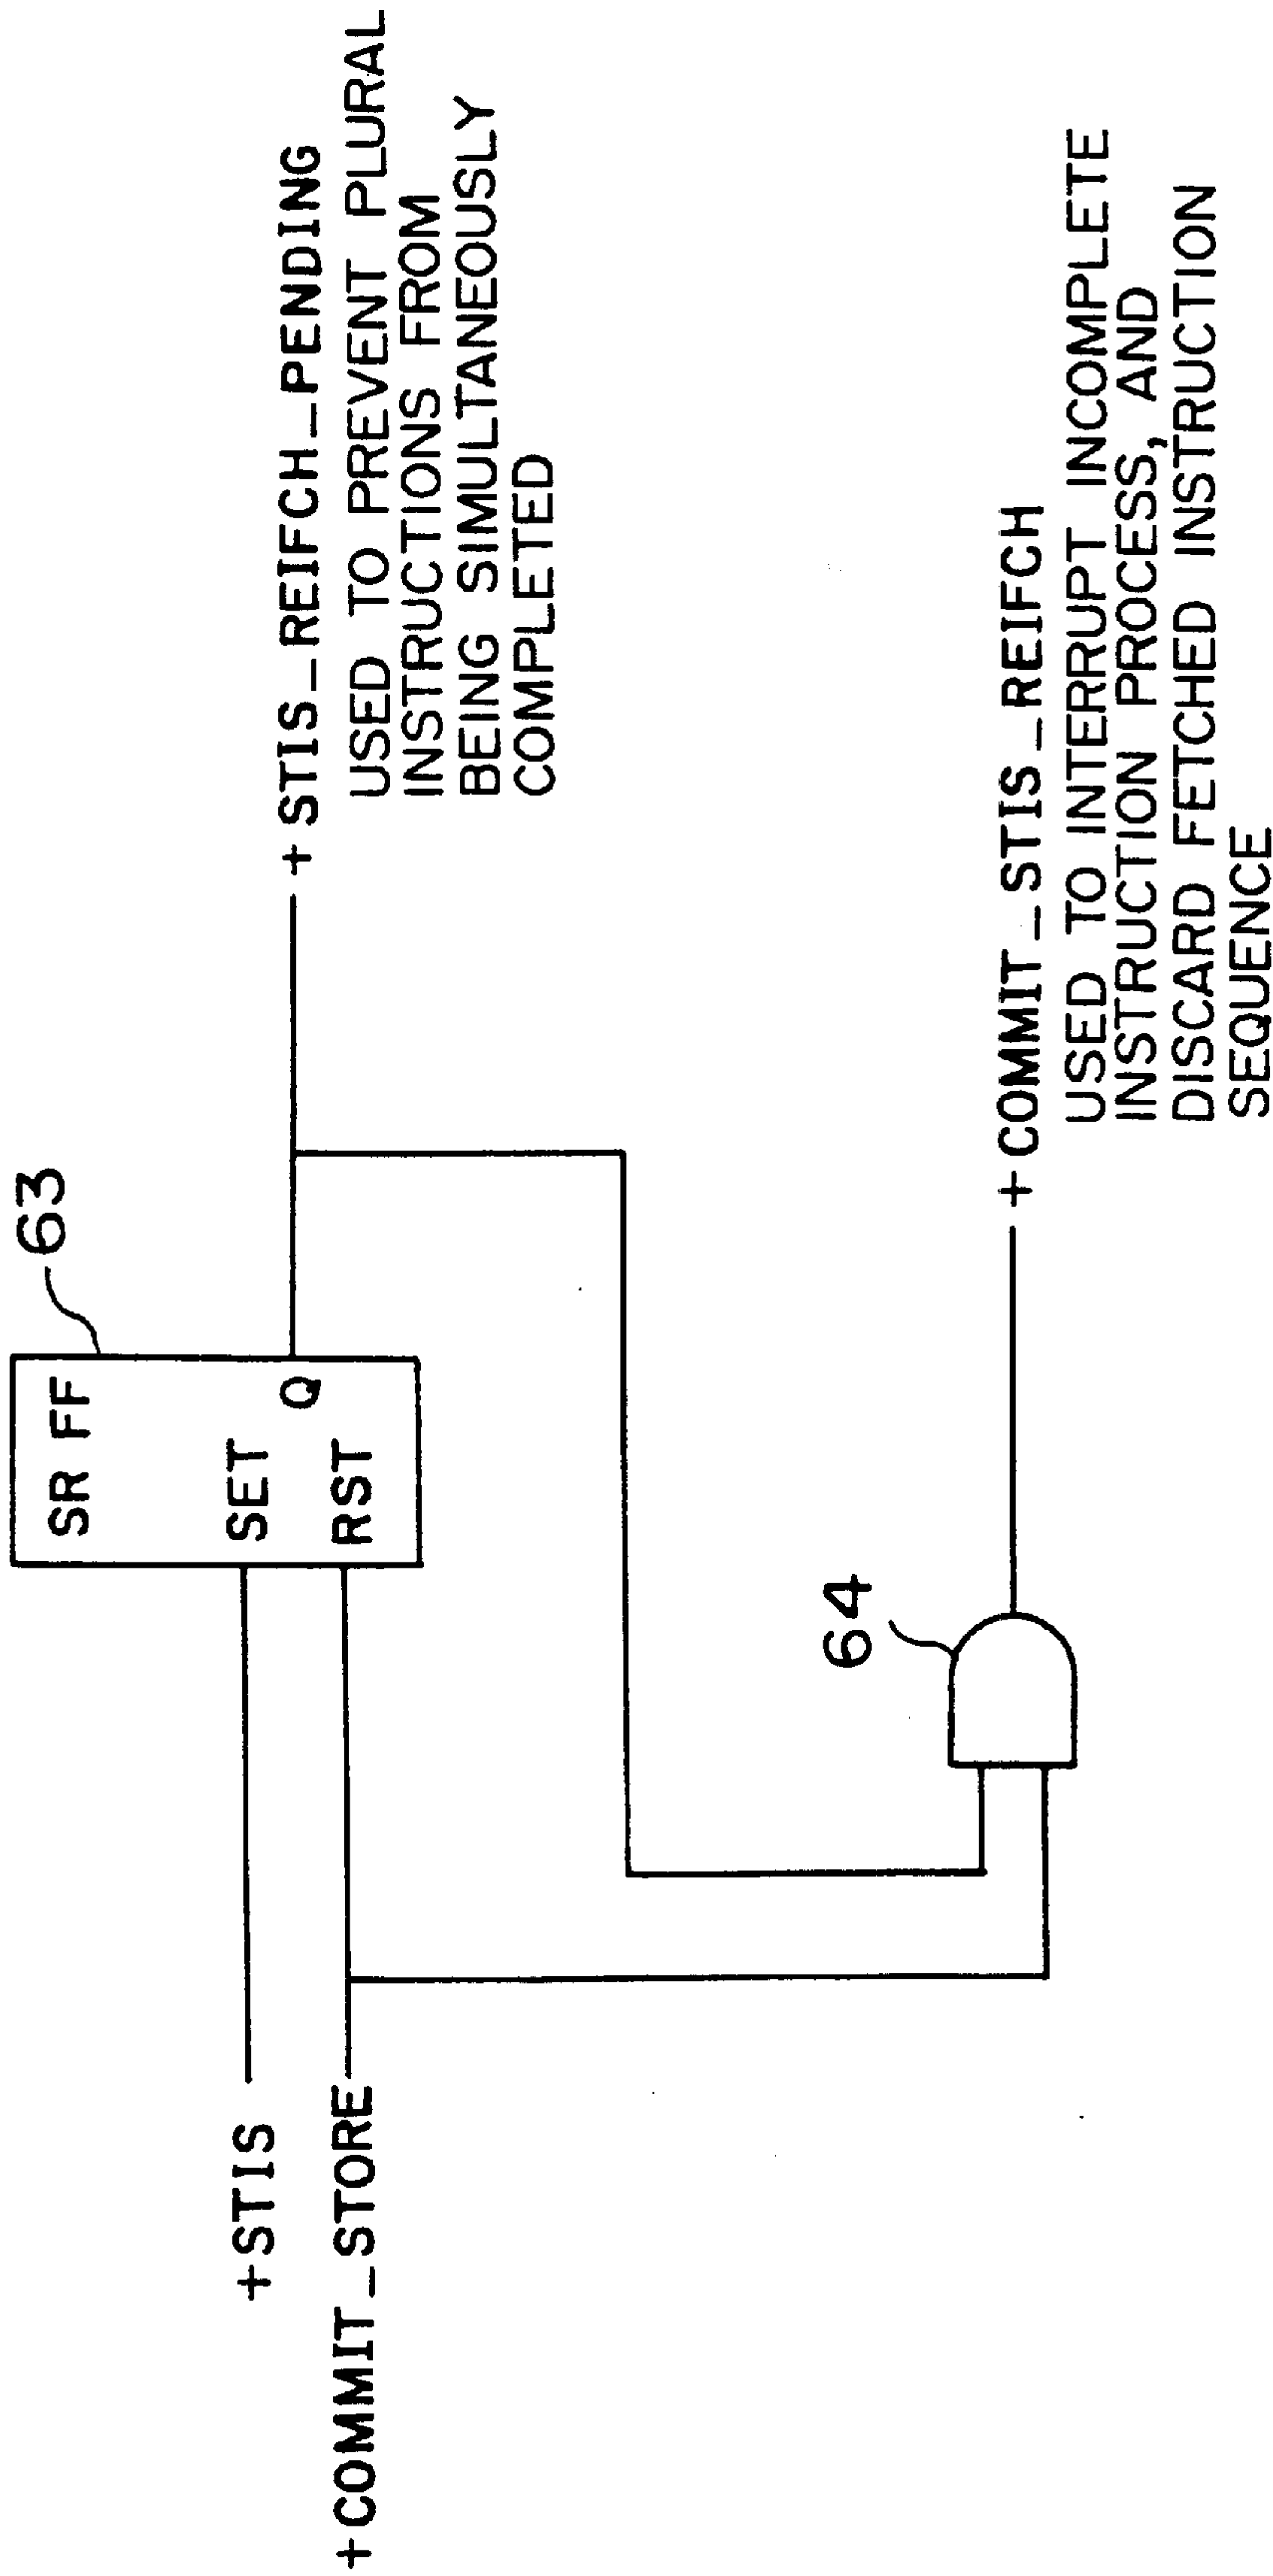 63
SR FF
SET
Q
RST
+STIS
+COMMIT_STORE
+STIS_REIFCH_PENDING
USED TO PREVENT PLURAL
INSTRUCTIONS FROM
BEING SIMULTANEOUSLY
COMPLETED
64
+COMMIT_STIS_REIFCH
USED TO INTERRUPT INCOMPLETE
INSTRUCTION PROCESS, AND
DISCARD FETCHED INSTRUCTION
SEQUENCE